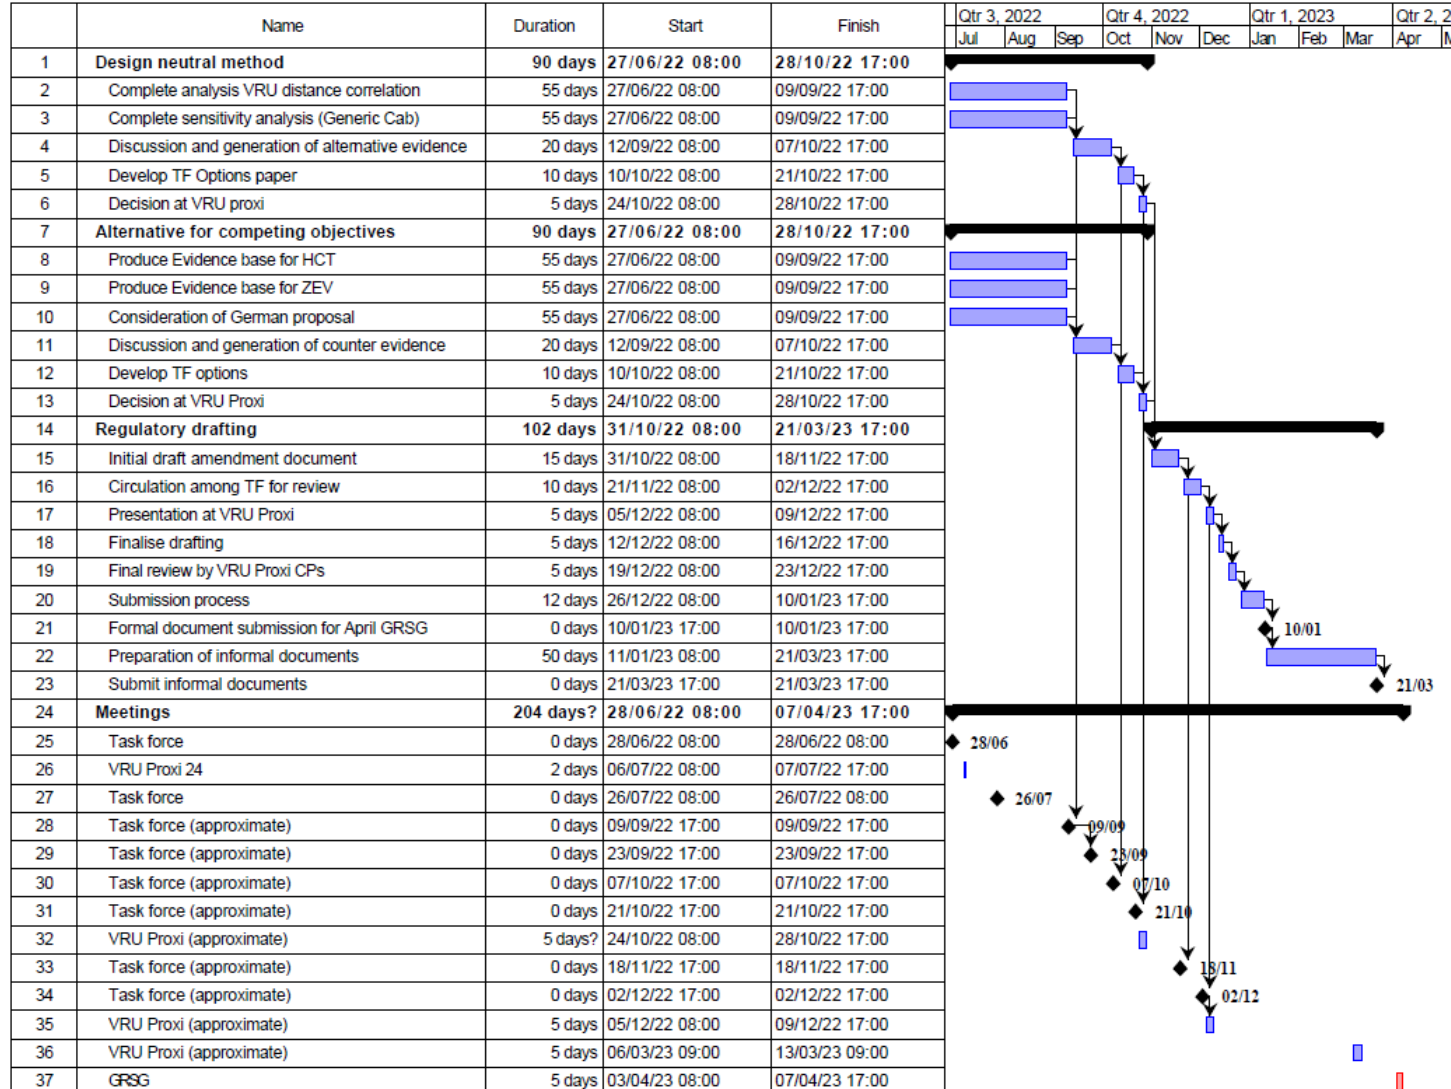 Name Duration Start Finish Qtr 3, 2022 Qtr 4, 2022 Qtr 1, 2023 Qtr 2, 2
Jul Aug Sep Oct Nov Dec Jan Feb Mar Apr M
1 Design neutral method 90 days 27/06/22 08:00 28/10/22 17:00
2 Complete analysis VRU distance correlation 55 days 27/06/22 08:00 09/09/22 17:00
3 Complete sensitivity analysis (Generic Cab) 55 days 27/06/22 08:00 09/09/22 17:00
4 Discussion and generation of alternative evidence 20 days 12/09/22 08:00 07/10/22 17:00
5 Develop TF Options paper 10 days 10/10/22 08:00 21/10/22 17:00
6 Decision at VRU proxi 5 days 24/10/22 08:00 28/10/22 17:00
7 Alternative for competing objectives 90 days 27/06/22 08:00 28/10/22 17:00
8 Produce Evidence base for HCT 55 days 27/06/22 08:00 09/09/22 17:00
9 Produce Evidence base for ZEV 55 days 27/06/22 08:00 09/09/22 17:00
10 Consideration of German proposal 55 days 27/06/22 08:00 09/09/22 17:00
11 Discussion and generation of counter evidence 20 days 12/09/22 08:00 07/10/22 17:00
12 Develop TF options 10 days 10/10/22 08:00 21/10/22 17:00
13 Decision at VRU Proxi 5 days 24/10/22 08:00 28/10/22 17:00
14 Regulatory drafting 102 days 31/10/22 08:00 21/03/23 17:00
15 Initial draft amendment document 15 days 31/10/22 08:00 18/11/22 17:00
16 Circulation among TF for review 10 days 21/11/22 08:00 02/12/22 17:00
17 Presentation at VRU Proxi 5 days 05/12/22 08:00 09/12/22 17:00
18 Finalise drafting 5 days 12/12/22 08:00 16/12/22 17:00
19 Final review by VRU Proxi CPs 5 days 19/12/22 08:00 23/12/22 17:00
20 Submission process 12 days 26/12/22 08:00 10/01/23 17:00
21 Formal document submission for April GRSG 0 days 10/01/23 17:00 10/01/23 17:00 10/01
22 Preparation of informal documents 50 days 11/01/23 08:00 21/03/23 17:00
23 Submit informal documents 0 days 21/03/23 17:00 21/03/23 17:00 21/03
24 Meetings 204 days? 28/06/22 08:00 07/04/23 17:00
25 Task force 0 days 28/06/22 08:00 28/06/22 08:00 28/06
26 VRU Proxi 24 2 days 06/07/22 08:00 07/07/22 17:00
27 Task force 0 days 26/07/22 08:00 26/07/22 08:00 26/07
28 Task force (approximate) 0 days 09/09/22 17:00 09/09/22 17:00 09/09
29 Task force (approximate) 0 days 23/09/22 17:00 23/09/22 17:00 23/09
30 Task force (approximate) 0 days 07/10/22 17:00 07/10/22 17:00 07/10
31 Task force (approximate) 0 days 21/10/22 17:00 21/10/22 17:00 21/10
32 VRU Proxi (approximate) 5 days? 24/10/22 08:00 28/10/22 17:00
33 Task force (approximate) 0 days 18/11/22 17:00 18/11/22 17:00 18/11
34 Task force (approximate) 0 days 02/12/22 17:00 02/12/22 17:00 02/12
35 VRU Proxi (approximate) 5 days 05/12/22 08:00 09/12/22 17:00
36 VRU Proxi (approximate) 5 days 06/03/23 09:00 13/03/23 09:00
37 GRSG 5 days 03/04/23 08:00 07/04/23 17:00